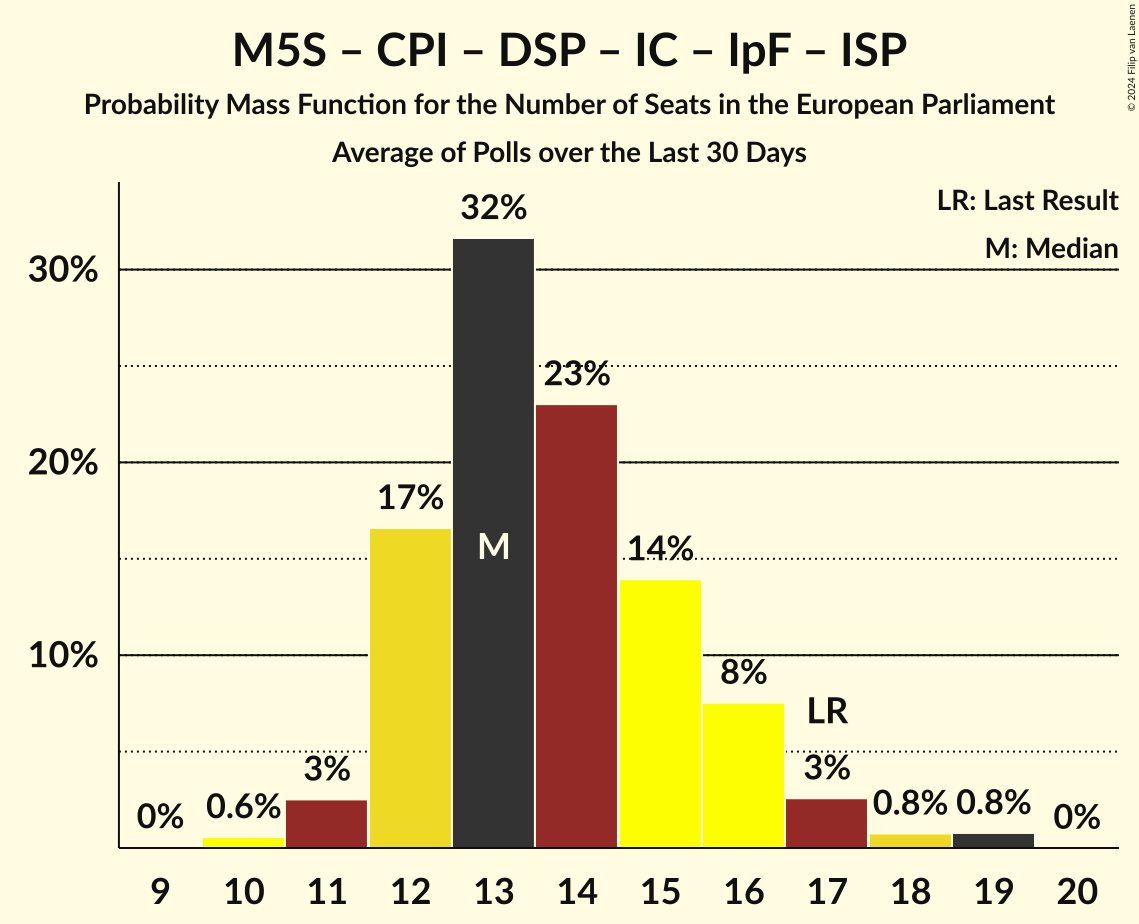 M5S – CPI – DSP – IC – IpF – ISP
Probability Mass Function for the Number of Seats in the European Parliament
Average of Polls over the Last 30 Days
© 2024 Filip van Laenen
LR: Last Result
M: Median
30%
20%
10%
0%
0.6%
3%
17%
32%
M
23%
14%
8%
LR
3%
0.8%
0.8%
0%
9 10 11 12 13 14 15 16 17 18 19 20